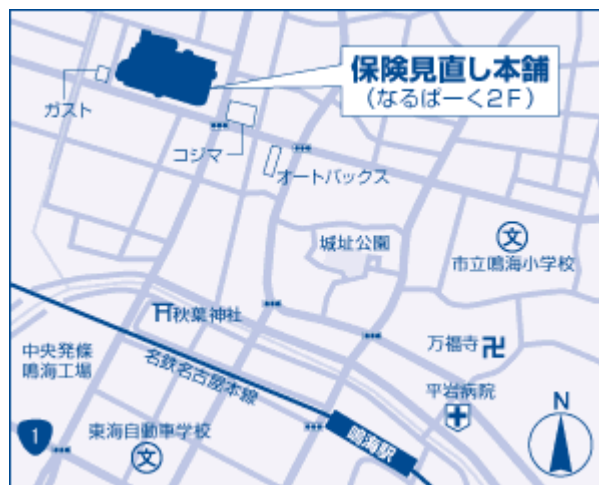 保険見直し本舗
（なるぱーく2F）
ガスト
コジマ
オートバックス
城址公園
文
市立鳴海小学校
秋葉神社
万福寺
中央発條
鳴海工場
名鉄名古屋本線
平岩病院
N
1
東海自動車学校
文
鳴海駅